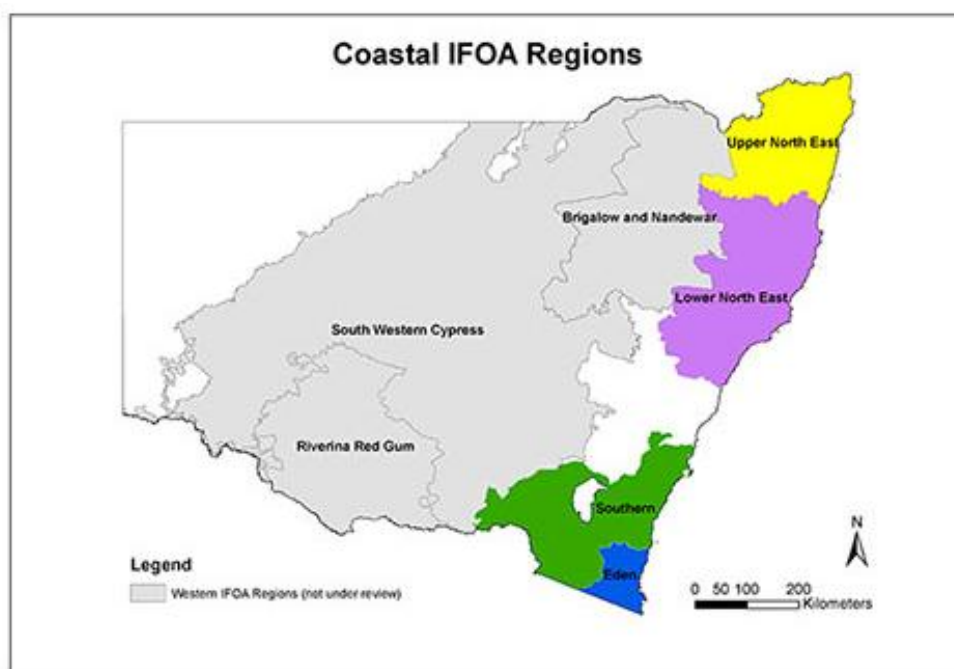 Coastal IFOA Regions
Upper North East
Brigalow and Nandewar
Lower North East
South Western Cypress
Riverina Red Gum
Southern
Eden
N
Legend
Western IFOA Regions (not under review)
0 50 100 200
Kilometers